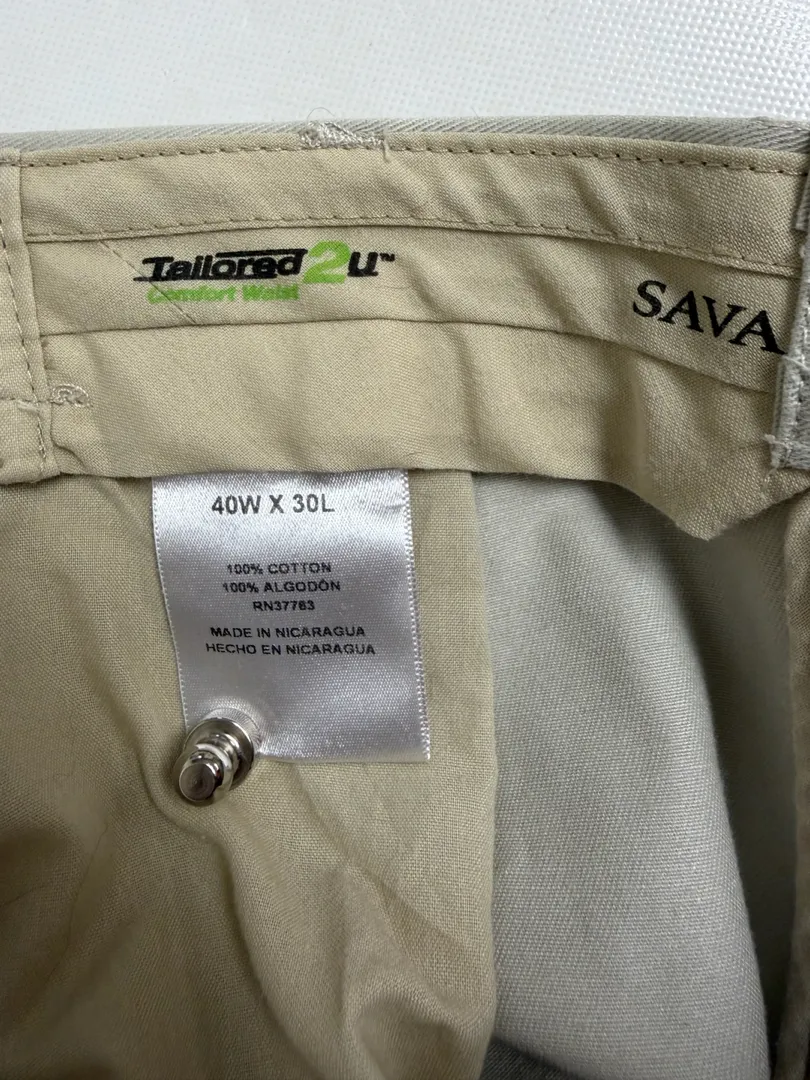 Tailored2u™
Comfort Waist
SAVA
40W X 30L
100% COTTON
100% ALGODÓN
RN37763
MADE IN NICARAGUA
HECHO EN NICARAGUA